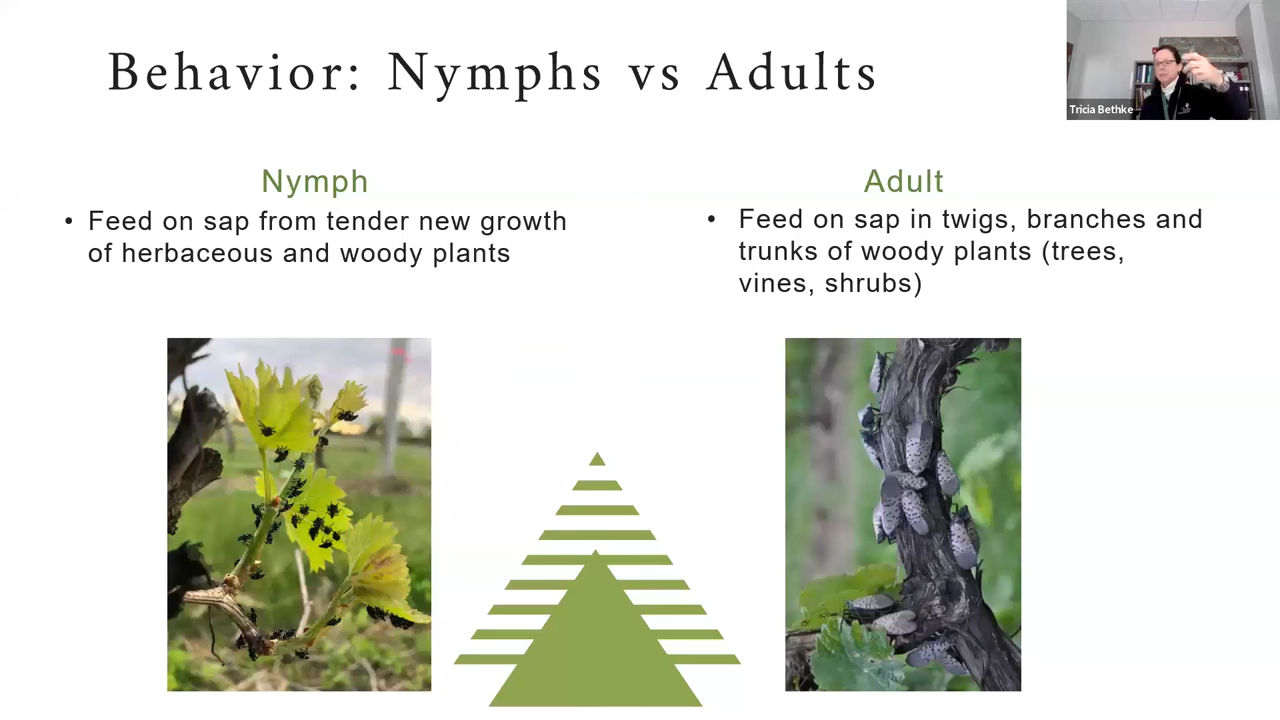 Behavior: Nymphs vs Adults
Tricia Bethke
Nymph
• Feed on sap from tender new growth
of herbaceous and woody plants
Adult
• Feed on sap in twigs, branches and
trunks of woody plants (trees,
vines, shrubs)